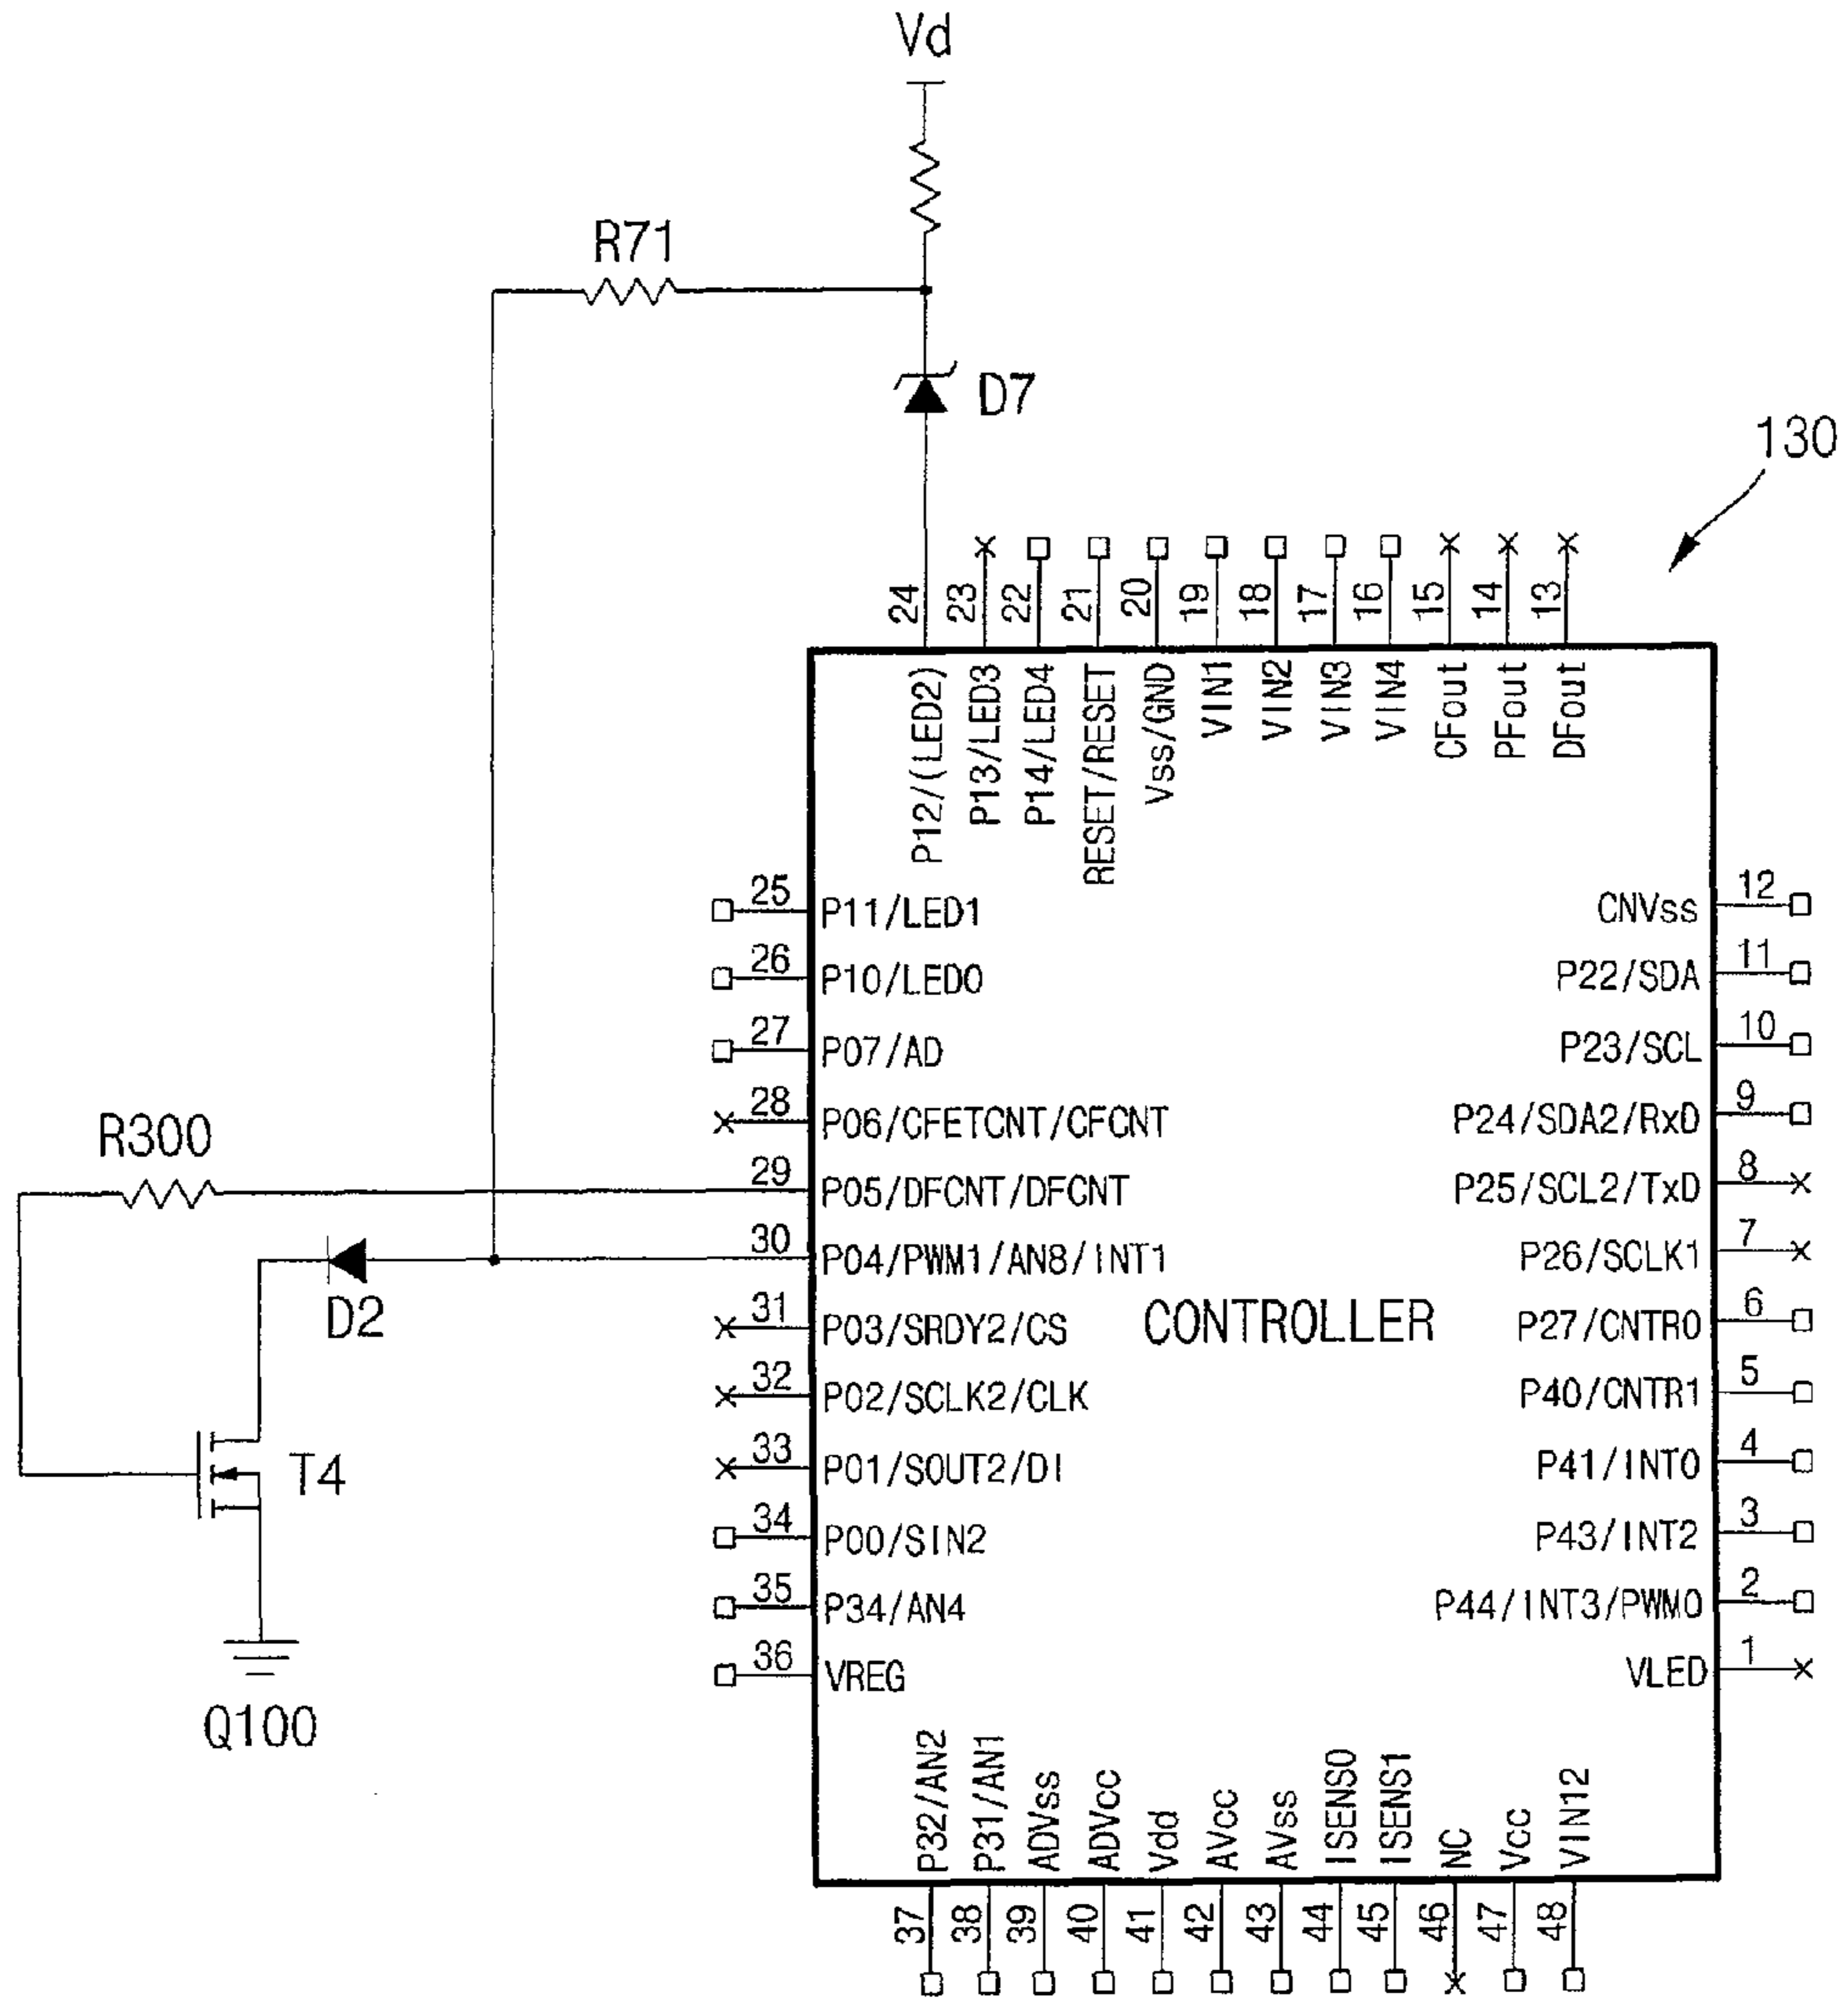 Vd
R71
D7
130
24
23
22
21
20
19
18
17
16
15
14
13
P12/(LED2)
P13/LED3
P14/LED4
RESET/RESET
Vss/GND
VIN1
VIN2
VIN3
VIN4
CFout
PFout
DFout
25 P11/LED1
26 P10/LED0
27 P07/AD
28 P06/CFETCNT/CFCNT
R300
29 P05/DFCNT/DFCNT
30 P04/PWM1/AN8/INT1
D2
31 P03/SRDY2/CS
32 P02/SCLK2/CLK
33 P01/SOUT2/DI
T4
34 P00/SIN2
35 P34/AN4
36 VREG
Q100
CONTROLLER
CNVss 12
P22/SDA 11
P23/SCL 10
P24/SDA2/RxD 9
P25/SCL2/TxD 8
P26/SCLK1 7
P27/CNTR0 6
P40/CNTR1 5
P41/INT0 4
P43/INT2 3
P44/INT3/PWM0 2
VLED 1
P32/AN2
P31/AN1
ADVss
ADVcc
Vdd
AVcc
AVss
ISENS0
ISENS1
NC
Vcc
VIN12
37
38
39
40
41
42
43
44
45
46
47
48